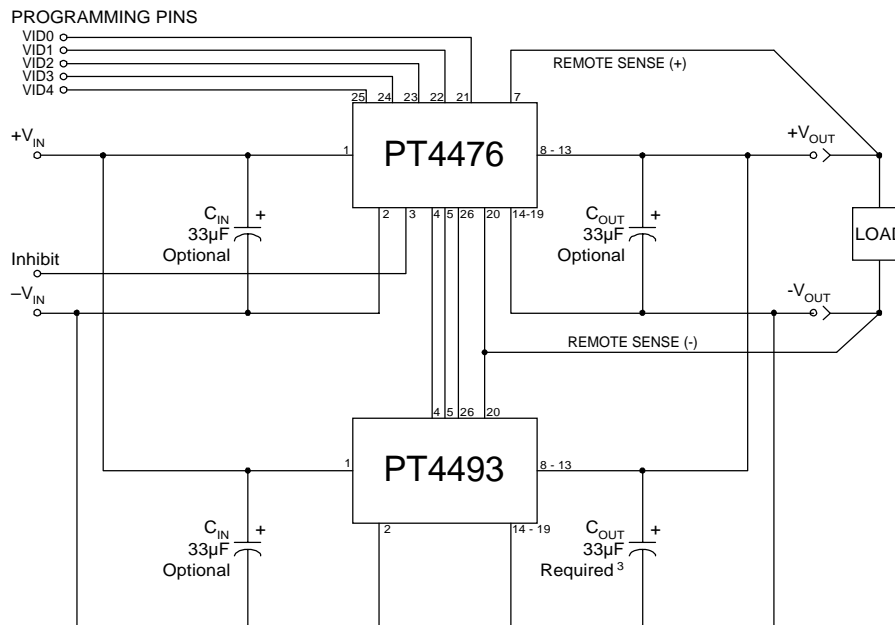 PROGRAMMING PINS
VID0
VID1
VID2
VID3
VID4
25 24 23 22 21 7
REMOTE SENSE (+)
+VIN
1
PT4476
8 - 13
+VOUT
2 3 4 5 26 20 14-19
CIN
+
33µF
Optional
COUT
+
33µF
Optional
LOAD
Inhibit
–VIN
-VOUT
REMOTE SENSE (-)
4 5 26 20
1
PT4493
8 - 13
2
14 - 19
CIN
+
33µF
Optional
COUT
+
33µF
Required 3